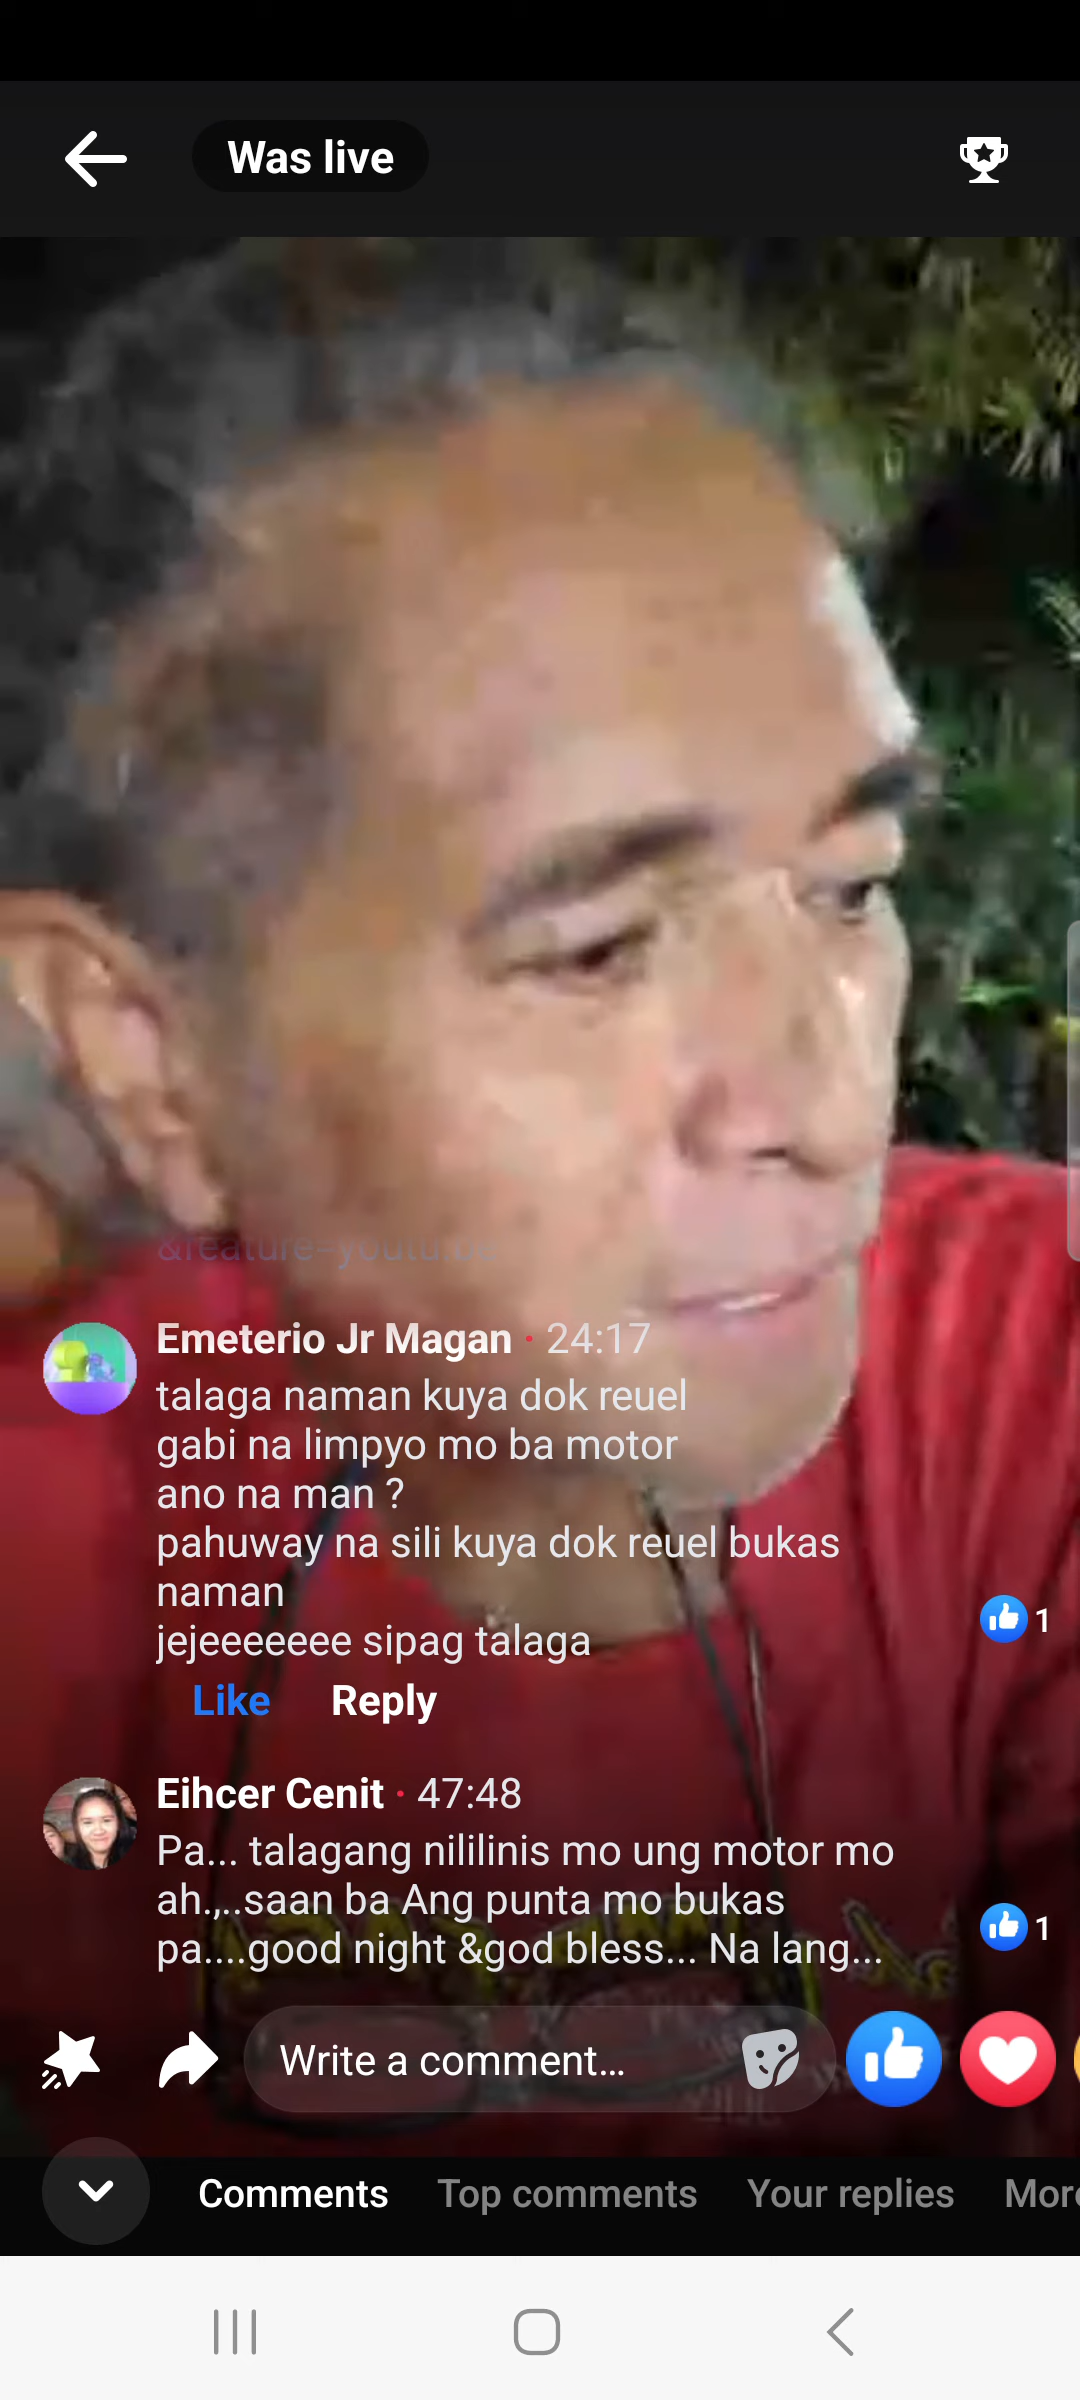 Was live
&feature=youtu.be
Emeterio Jr Magan · 24:17
talaga naman kuya dok reuel
gabi na limpyo mo ba motor
ano na man ?
pahuway na sili kuya dok reuel bukas
naman
jejeeeeeee sipag talaga
1
Like Reply
Eihcer Cenit · 47:48
Pa... talagang nililinis mo ung motor mo
ah.,..saan ba Ang punta mo bukas
pa....good night &god bless... Na lang...
1
Write a comment...
Comments Top comments Your replies